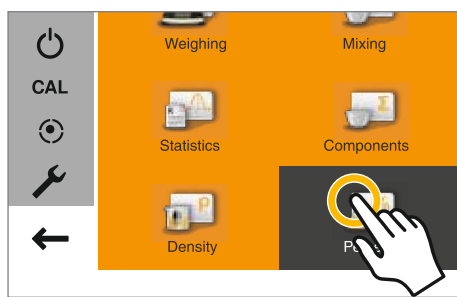 Weighing
Mixing
CAL
Statistics
Components
Density